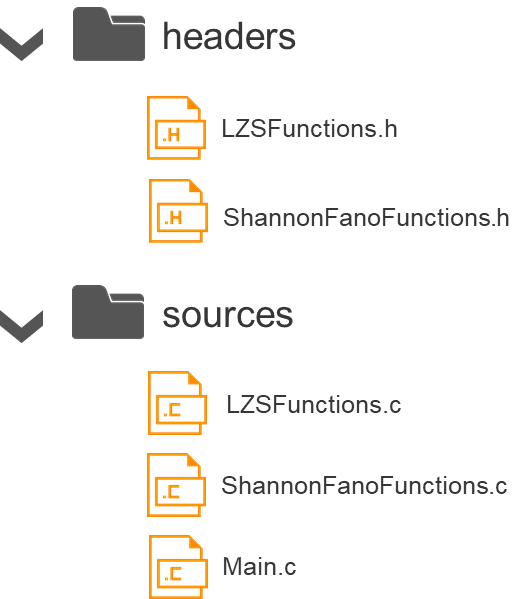 headers
.H LZSFunctions.h
.H ShannonFanoFunctions.h
sources
.C LZSFunctions.c
.C ShannonFanoFunctions.c
.C Main.c